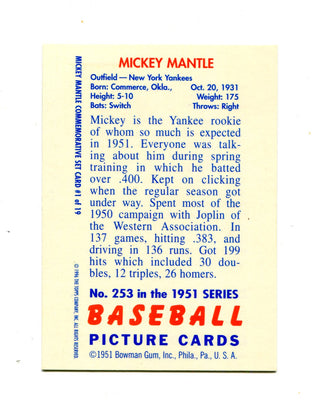 MICKEY MANTLE
Outfield — New York Yankees
Born: Commerce, Okla., Oct. 20, 1931
Height: 5-10 Weight: 175
Bats: Switch Throws: Right
Mickey is the Yankee rookie
of whom so much is expected
in 1951. Everyone was talk-
ing about him during spring
training in which he batted
over .400. Kept on clicking
when the regular season got
under way. Spent most of the
1950 campaign with Joplin of
the Western Association. In
137 games, hitting .383, and
driving in 136 runs. Got 199
hits which included 30 dou-
bles, 12 triples, 26 homers.
No. 253 in the 1951 SERIES
BASEBALL
PICTURE CARDS
©1951 Bowman Gum, Inc., Phila., Pa., U. S. A.
MICKEY MANTLE COMMEMORATIVE SET CARD #1 of 19
© 1996 THE TOPPS COMPANY, INC. ALL RIGHTS RESERVED.